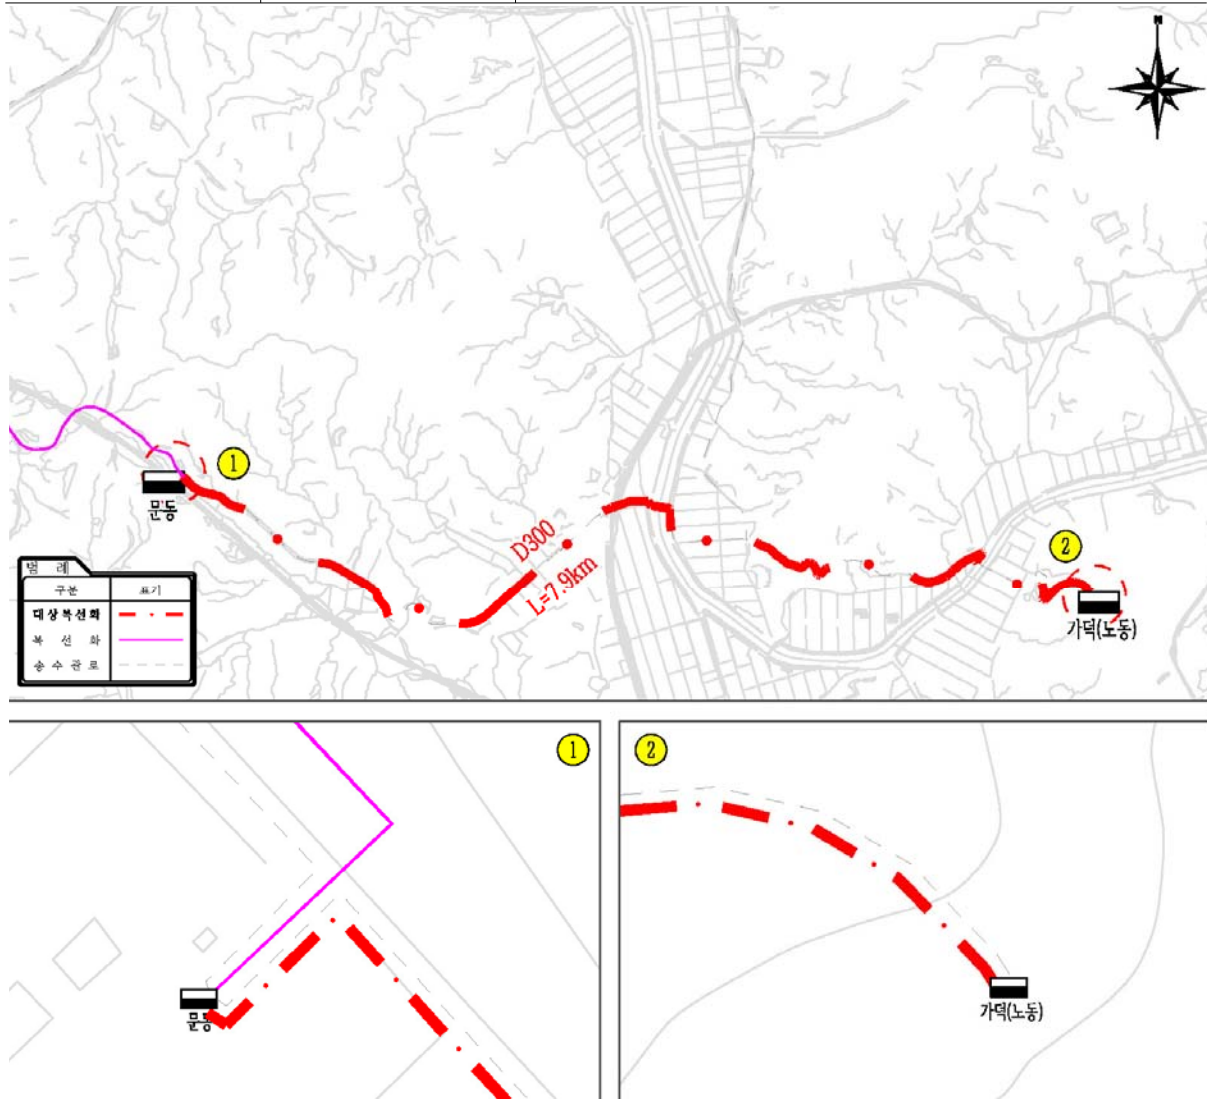 N
1
문동
D300
L=7.9km
2
가덕(노동)
범 례
구분 표기
대상복선화
복 선 화
송 수 관 로
1
2
문동
가덕(노동)